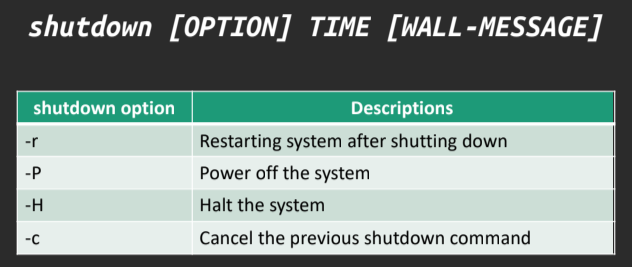 shutdown [OPTION] TIME [WALL-MESSAGE]
shutdown option Descriptions
-r Restarting system after shutting down
-P Power off the system
-H Halt the system
-c Cancel the previous shutdown command